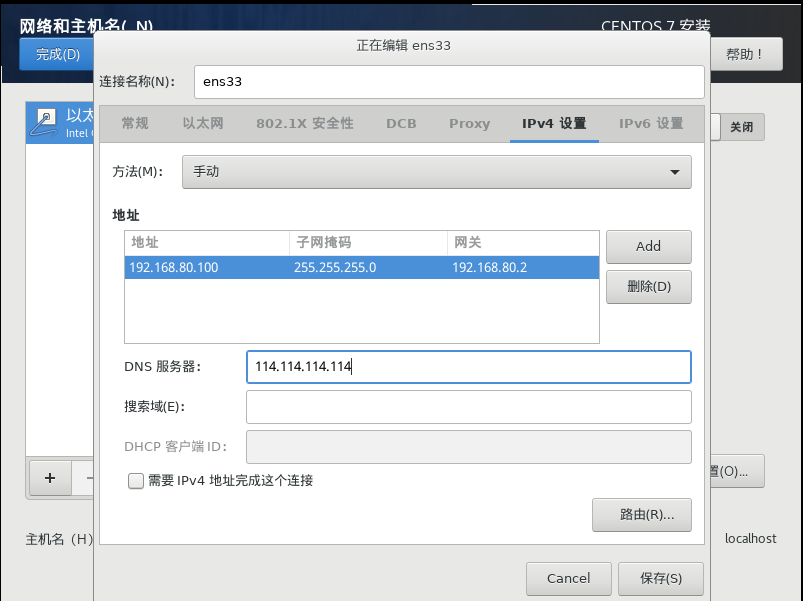 网络和主机名(_N)
CENTOS 7 安装
完成(D)
正在编辑 ens33
帮助！
连接名称(N)：
ens33
以太
Intel
常规
以太网
802.1X 安全性
DCB
Proxy
IPv4 设置
IPv6 设置
关闭
方法(M)：
手动
地址
地址
子网掩码
网关
192.168.80.100
255.255.255.0
192.168.80.2
Add
删除(D)
DNS 服务器：
114.114.114.114
搜索域(E)：
DHCP 客户端 ID：
需要 IPv4 地址完成这个连接
置(O)...
+
−
路由(R)...
主机名（H）
localhost
Cancel
保存(S)